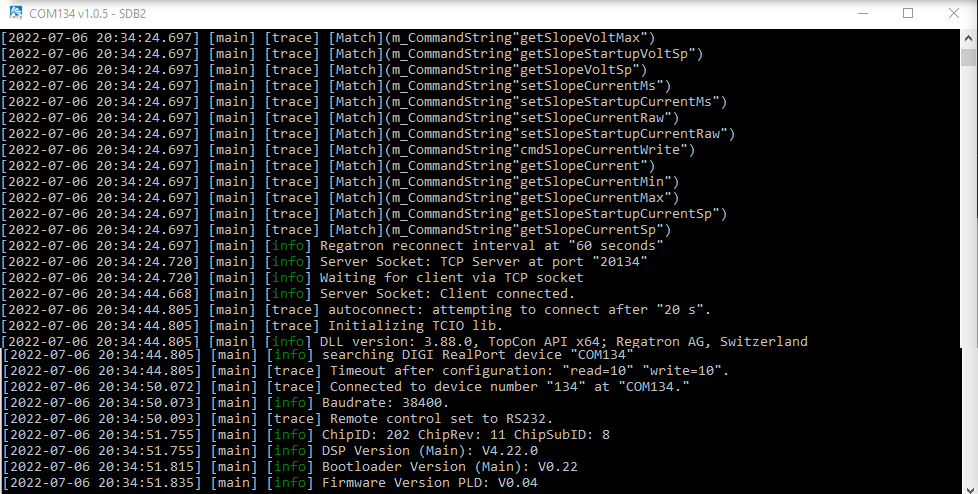 COM134 v1.0.5 - SDB2
[2022-07-06 20:34:24.697] [main] [trace] [Match](m_CommandString"getSlopeVoltMax")
[2022-07-06 20:34:24.697] [main] [trace] [Match](m_CommandString"getSlopeStartupVoltSp")
[2022-07-06 20:34:24.697] [main] [trace] [Match](m_CommandString"getSlopeVoltSp")
[2022-07-06 20:34:24.697] [main] [trace] [Match](m_CommandString"setSlopeCurrentMs")
[2022-07-06 20:34:24.697] [main] [trace] [Match](m_CommandString"setSlopeStartupCurrentMs")
[2022-07-06 20:34:24.697] [main] [trace] [Match](m_CommandString"setSlopeCurrentRaw")
[2022-07-06 20:34:24.697] [main] [trace] [Match](m_CommandString"setSlopeStartupCurrentRaw")
[2022-07-06 20:34:24.697] [main] [trace] [Match](m_CommandString"cmdSlopeCurrentWrite")
[2022-07-06 20:34:24.697] [main] [trace] [Match](m_CommandString"getSlopeCurrent")
[2022-07-06 20:34:24.697] [main] [trace] [Match](m_CommandString"getSlopeCurrentMin")
[2022-07-06 20:34:24.697] [main] [trace] [Match](m_CommandString"getSlopeCurrentMax")
[2022-07-06 20:34:24.697] [main] [trace] [Match](m_CommandString"getSlopeStartupCurrentSp")
[2022-07-06 20:34:24.697] [main] [trace] [Match](m_CommandString"getSlopeCurrentSp")
[2022-07-06 20:34:24.697] [main] [info] Regatron reconnect interval at "60 seconds"
[2022-07-06 20:34:24.720] [main] [info] Server Socket: TCP Server at port "20134"
[2022-07-06 20:34:24.720] [main] [info] Waiting for client via TCP socket
[2022-07-06 20:34:44.668] [main] [info] Server Socket: Client connected.
[2022-07-06 20:34:44.805] [main] [trace] autoconnect: attempting to connect after "20 s".
[2022-07-06 20:34:44.805] [main] [trace] Initializing TCIO lib.
[2022-07-06 20:34:44.805] [main] [info] DLL version: 3.88.0, TopCon API x64; Regatron AG, Switzerland
[2022-07-06 20:34:44.805] [main] [info] searching DIGI RealPort device "COM134"
[2022-07-06 20:34:44.805] [main] [trace] Timeout after configuration: "read=10" "write=10".
[2022-07-06 20:34:50.072] [main] [trace] Connected to device number "134" at "COM134."
[2022-07-06 20:34:50.073] [main] [info] Baudrate: 38400.
[2022-07-06 20:34:50.093] [main] [trace] Remote control set to RS232.
[2022-07-06 20:34:51.755] [main] [info] ChipID: 202 ChipRev: 11 ChipSubID: 8
[2022-07-06 20:34:51.755] [main] [info] DSP Version (Main): V4.22.0
[2022-07-06 20:34:51.815] [main] [info] Bootloader Version (Main): V0.22
[2022-07-06 20:34:51.835] [main] [info] Firmware Version PLD: V0.04